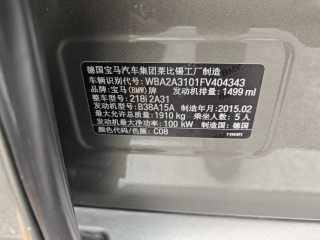 德国宝马汽车集团莱比锡工厂制造
车辆识别代号: WBA2A3101FV404343
品牌: 宝马(BMW)牌 发动机排量: 1499 ml
整车型号: 218i 2A31
发动机型号: B38A15A 制造年月: 2015.02
最大允许总质量: 1910 kg 乘坐人数: 5人
发动机最大净功率: 100 kW 制造国: 德国
颜色代码/色圈: C08